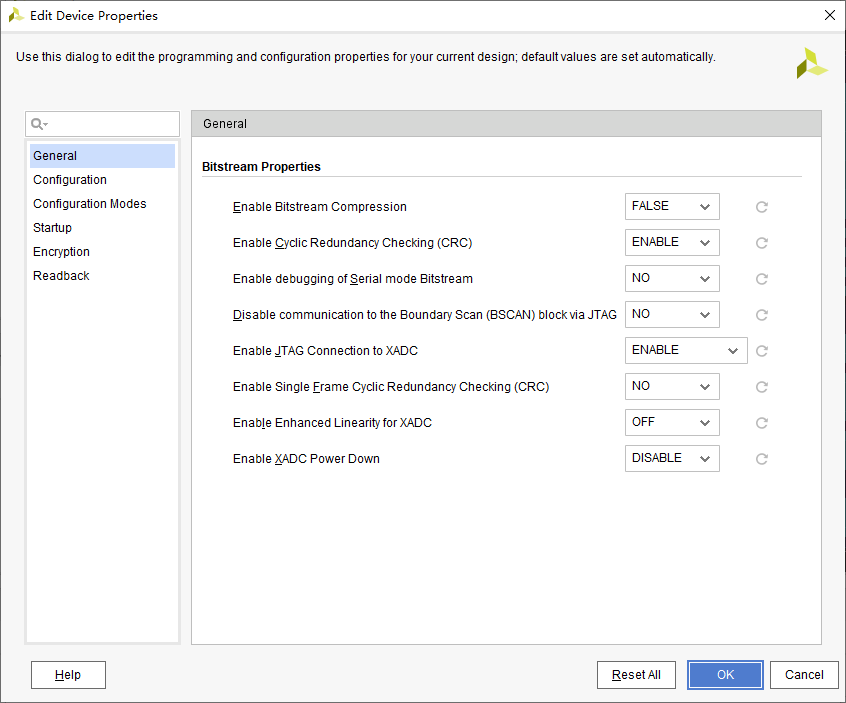 Edit Device Properties
Use this dialog to edit the programming and configuration properties for your current design; default values are set automatically.
General
Configuration
Configuration Modes
Startup
Encryption
Readback
General
Bitstream Properties
Enable Bitstream Compression FALSE
Enable Cyclic Redundancy Checking (CRC) ENABLE
Enable debugging of Serial mode Bitstream NO
Disable communication to the Boundary Scan (BSCAN) block via JTAG NO
Enable JTAG Connection to XADC ENABLE
Enable Single Frame Cyclic Redundancy Checking (CRC) NO
Enable Enhanced Linearity for XADC OFF
Enable XADC Power Down DISABLE
Help Reset All OK Cancel